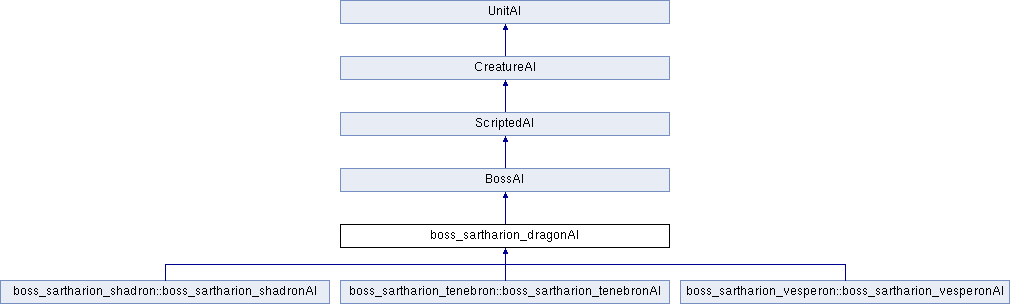 UnitAI
CreatureAI
ScriptedAI
BossAI
boss_sartharion_dragonAI
boss_sartharion_shadron::boss_sartharion_shadronAI
boss_sartharion_tenebron::boss_sartharion_tenebronAI
boss_sartharion_vesperon::boss_sartharion_vesperonAI